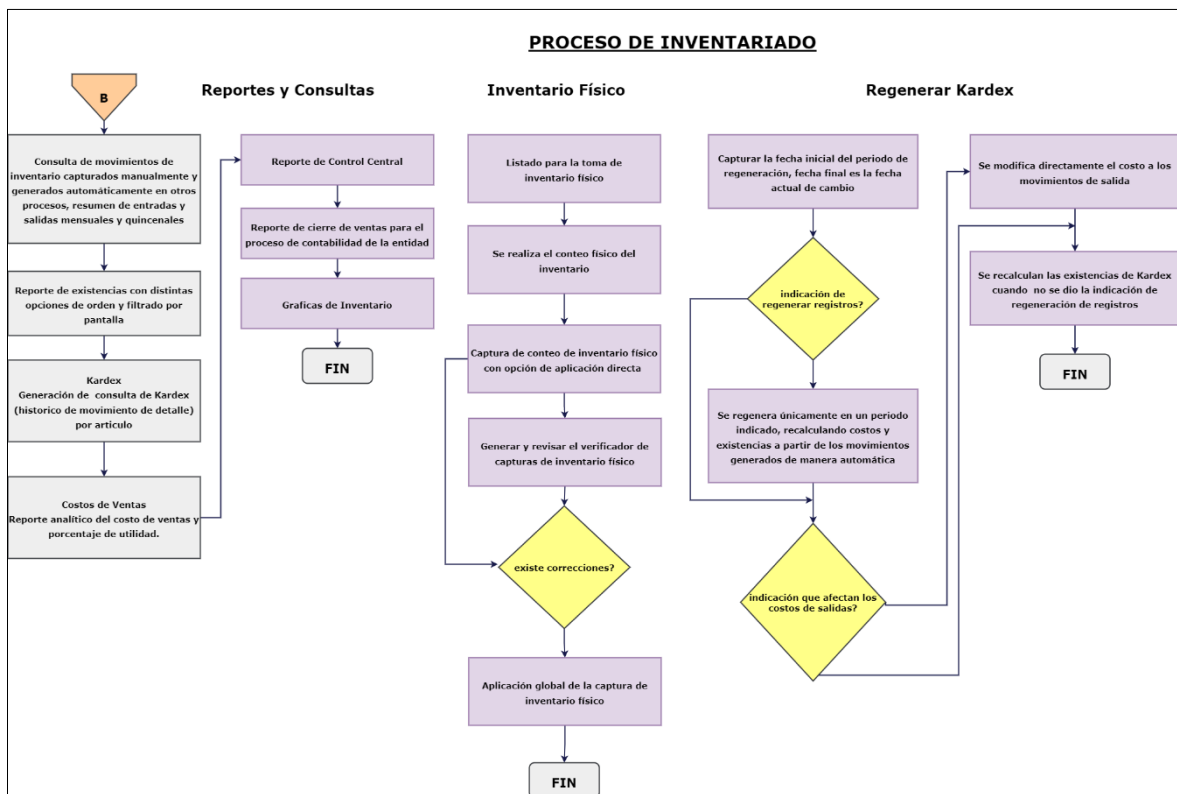 PROCESO DE INVENTARIADO
B
Consulta de movimientos de
inventario capturados manualmente y
generados automáticamente en otros
procesos, resumen de entradas y
salidas mensuales y quincenales
Reporte de existencias con distintas
opciones de orden y filtrado por
pantalla
Kardex
Generación de consulta de Kardex
(histórico de movimiento de detalle)
por articulo
Costos de Ventas
Reporte analítico del costo de ventas y
porcentaje de utilidad.
Reportes y Consultas
Reporte de Control Central
Reporte de cierre de ventas para el
proceso de contabilidad de la entidad
Graficas de Inventario
FIN
Inventario Físico
Listado para la toma de
inventario físico
Se realiza el conteo físico del
inventario
Captura de conteo de inventario físico
con opción de aplicación directa
Generar y revisar el verificador de
capturas de inventario físico
existe correcciones?
Aplicación global de la captura de
inventario físico
FIN
Regenerar Kardex
Capturar la fecha inicial del periodo de
regeneración, fecha final es la fecha
actual de cambio
indicación de
regenerar registros?
Se regenera únicamente en un periodo
indicado, recalculando costos y
existencias a partir de los movimientos
generados de manera automática
indicación que afectan los
costos de salidas?
Se modifica directamente el costo a los
movimientos de salida
Se recalculan las existencias de Kardex
cuando no se dío la indicación de
regeneración de registros
FIN